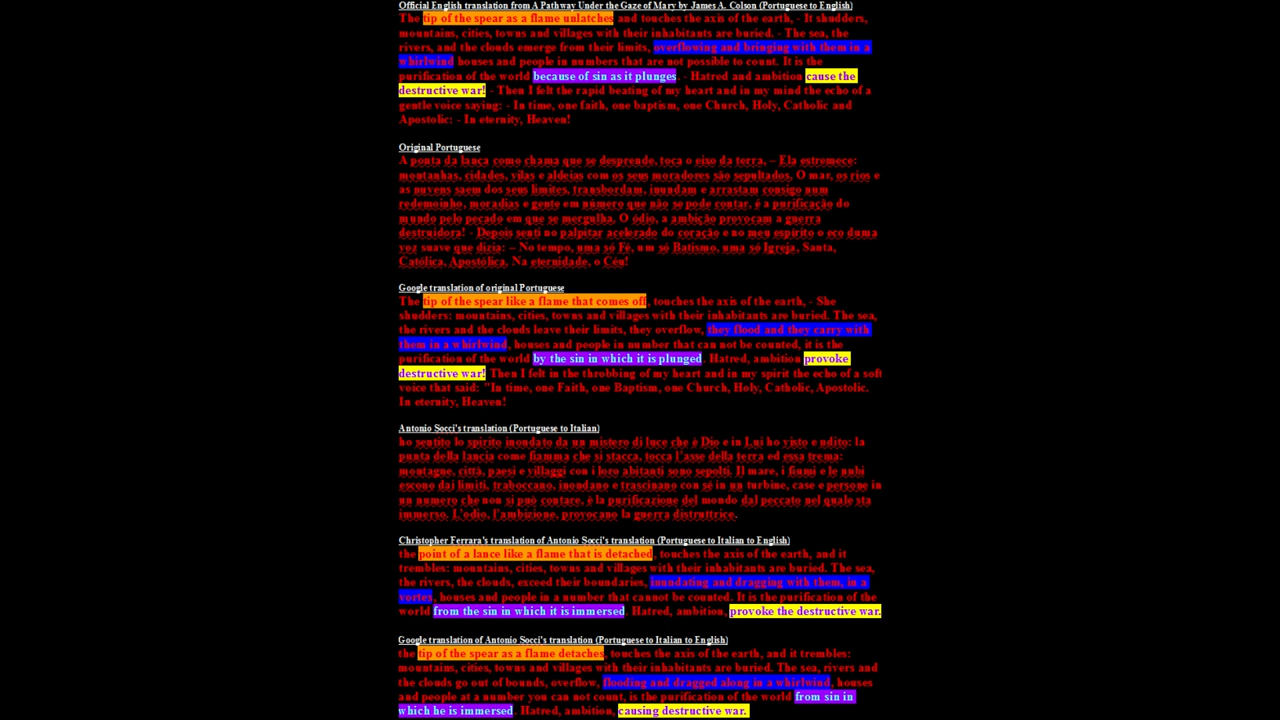 Official English translation from A Pathway Under the Gaze of Mary by James A. Colson (Portuguese to English)
The tip of the spear as a flame unlatches and touches the axis of the earth, - It shudders,
mountains, cities, towns and villages with their inhabitants are buried. - The sea, the
rivers, and the clouds emerge from their limits, overflowing and bringing with them in a
whirlwind houses and people in numbers that are not possible to count. It is the
purification of the world because of sin as it plunges. - Hatred and ambition cause the
destructive war! - Then I felt the rapid beating of my heart and in my mind the echo of a
gentle voice saying: - In time, one faith, one baptism, one Church, Holy, Catholic and
Apostolic: - In eternity, Heaven!
Original Portuguese
A ponta da lança como chama que se desprende, toca o eixo da terra, – Ela estremece:
montanhas, cidades, vilas e aldeias com os seus moradores são sepultados. O mar, os rios e
as nuvens saem dos seus limites, transbordam, inundam e arrastam consigo num
redemoinho, moradias e gente em número que não se pode contar, é a purificação do
mundo pelo pecado em que se mergulha. O ódio, a ambição provocam a guerra
destruidora! - Depois senti no palpitar acelerado do coração e no meu espírito o eco duma
voz suave que dizia: – No tempo, uma só Fé, um só Batismo, uma só Igreja, Santa,
Católica, Apostólica. Na eternidade, o Céu!
Google translation of original Portuguese
The tip of the spear like a flame that comes off, touches the axis of the earth, - She
shudders: mountains, cities, towns and villages with their inhabitants are buried. The sea,
the rivers and the clouds leave their limits, they overflow, they flood and they carry with
them in a whirlwind, houses and people in number that can not be counted, it is the
purification of the world by the sin in which it is plunged. Hatred, ambition provoke
destructive war! Then I felt in the throbbing of my heart and in my spirit the echo of a soft
voice that said: "In time, one Faith, one Baptism, one Church, Holy, Catholic, Apostolic.
In eternity, Heaven!
Antonio Socci's translation (Portuguese to Italian)
ho sentito lo spirito inondato da un mistero di luce che è Dio e in Lui ho visto e udito: la
punta della lancia come fiamma che si stacca, tocca l'asse della terra ed essa trema:
montagne, città, paesi e villaggi con i loro abitanti sono sepolti. Il mare, i fiumi e le nubi
escono dai limiti, traboccano, inondano e trascinano con sé in un turbine, case e persone in
un numero che non si può contare, è la purificazione del mondo dal peccato nel quale sta
immerso. L'odio, l'ambizione, provocano la guerra distruttrice.
Christopher Ferrara's translation of Antonio Socci's translation (Portuguese to Italian to English)
the point of a lance like a flame that is detached, touches the axis of the earth, and it
trembles: mountains, cities, towns and villages with their inhabitants are buried. The sea,
the rivers, the clouds, exceed their boundaries, inundating and dragging with them, in a
vortex, houses and people in a number that cannot be counted. It is the purification of the
world from the sin in which it is immersed. Hatred, ambition, provoke the destructive war.
Google translation of Antonio Socci's translation (Portuguese to Italian to English)
the tip of the spear as a flame detaches, touches the axis of the earth, and it trembles:
mountains, cities, towns and villages with their inhabitants are buried. The sea, rivers and
the clouds go out of bounds, overflow, flooding and dragged along in a whirlwind, houses
and people at a number you can not count, is the purification of the world from sin in
which he is immersed. Hatred, ambition, causing destructive war.